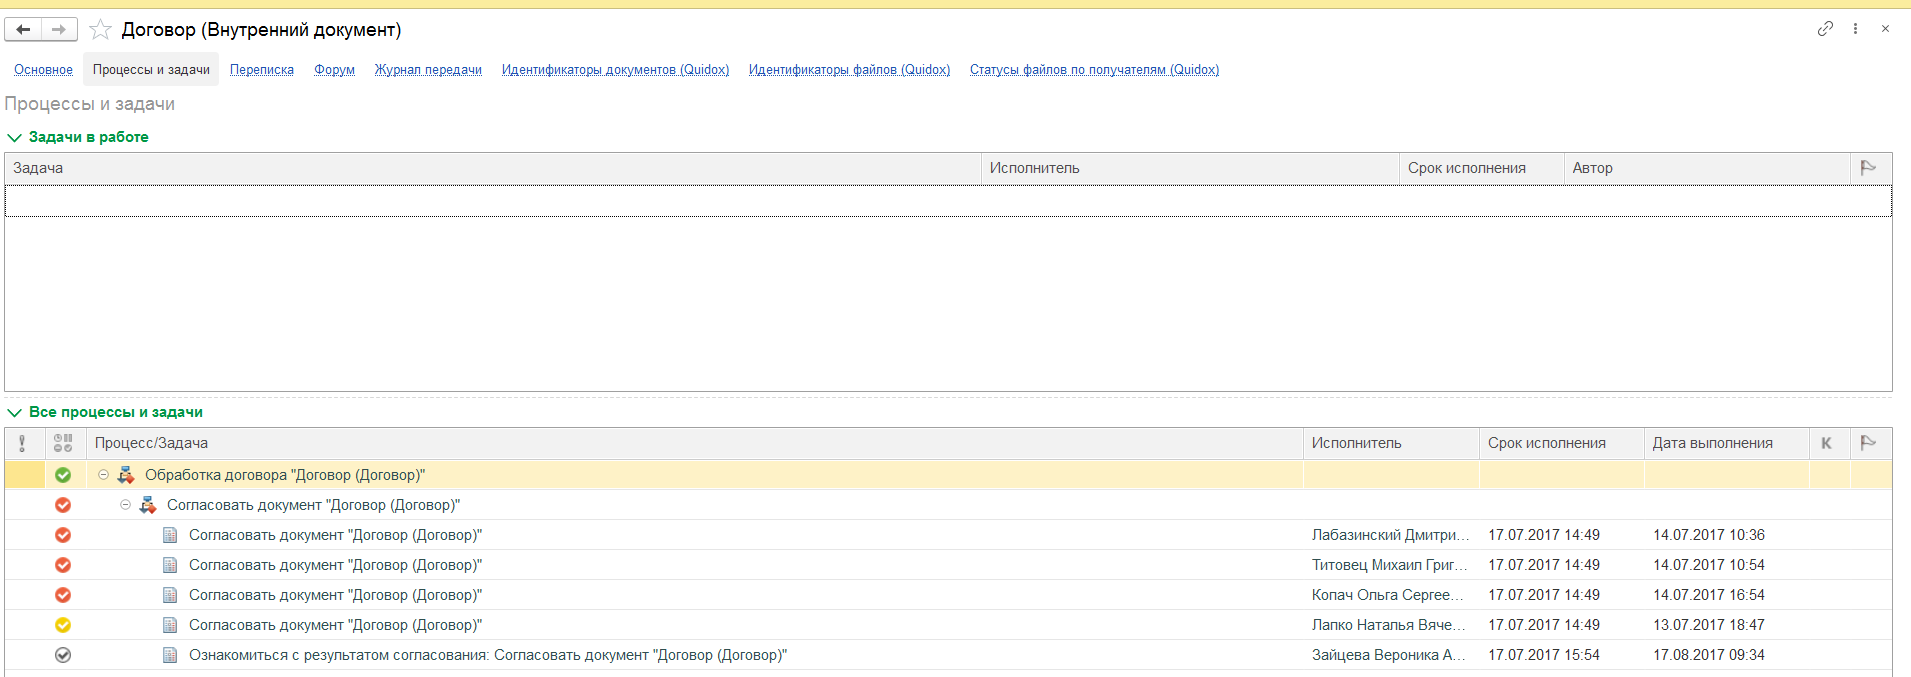 Договор (Внутренний документ)
Основное Процессы и задачи Переписка Форум Журнал передачи Идентификаторы документов (Quidox) Идентификаторы файлов (Quidox) Статусы файлов по получателям (Quidox)
Процессы и задачи
Задачи в работе
Задача Исполнитель Срок исполнения Автор
Все процессы и задачи
Процесс/Задача Исполнитель Срок исполнения Дата выполнения К
Обработка договора "Договор (Договор)"
Согласовать документ "Договор (Договор)"
Согласовать документ "Договор (Договор)" Лабазинский Дмитри... 17.07.2017 14:49 14.07.2017 10:36
Согласовать документ "Договор (Договор)" Титовец Михаил Григ... 17.07.2017 14:49 14.07.2017 10:54
Согласовать документ "Договор (Договор)" Копач Ольга Сергее... 17.07.2017 14:49 14.07.2017 16:54
Согласовать документ "Договор (Договор)" Лапко Наталья Вяче... 17.07.2017 14:49 13.07.2017 18:47
Ознакомиться с результатом согласования: Согласовать документ "Договор (Договор)" Зайцева Вероника А... 17.07.2017 15:54 17.08.2017 09:34